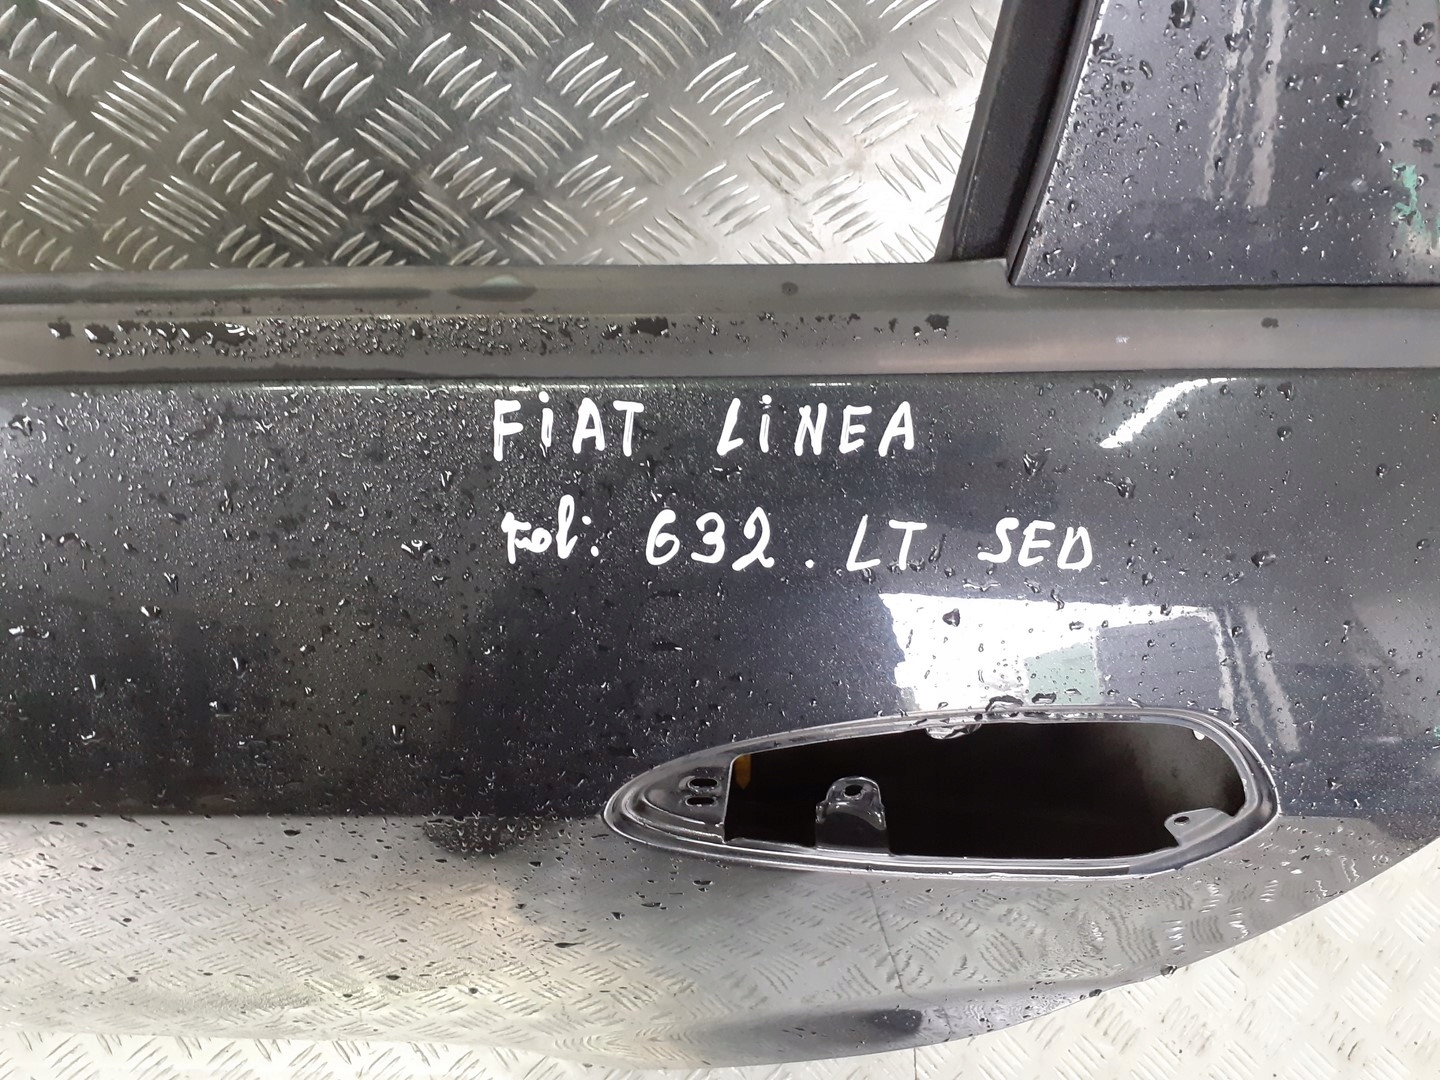 FiAT LiNEA
kol: 632. LT SED